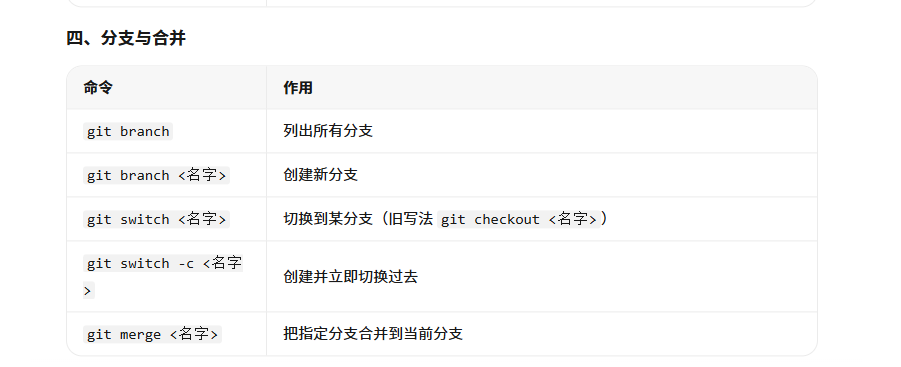 四、分支与合并
命令 作用
git branch 列出所有分支
git branch <名字> 创建新分支
git switch <名字> 切换到某分支（旧写法 git checkout <名字>）
git switch -c <名字
> 创建并立即切换过去
git merge <名字> 把指定分支合并到当前分支